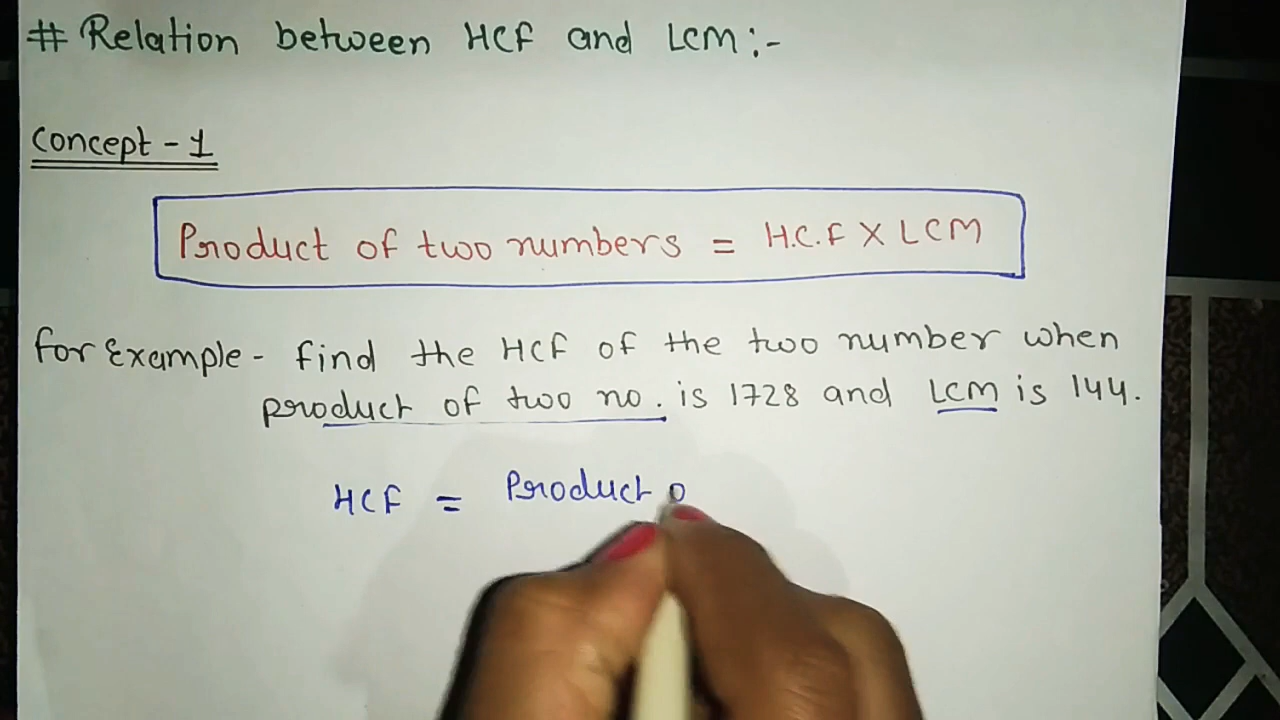 # Relation between HCF and LCM :-
Concept - 1
Product of two numbers = H.C.F X LCM
For Example - Find the HCF of the two number when
product of two no. is 1728 and LCM is 144.
HCF = Product o